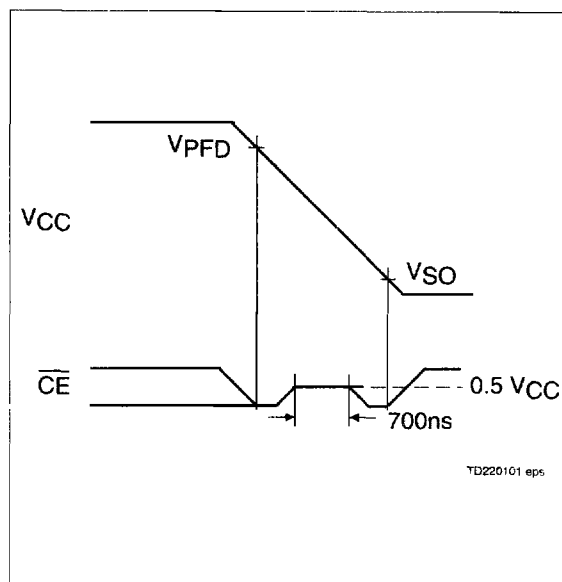 VPFD
VCC
VSO
CE
0.5 VCC
700ns
TD220101 eps